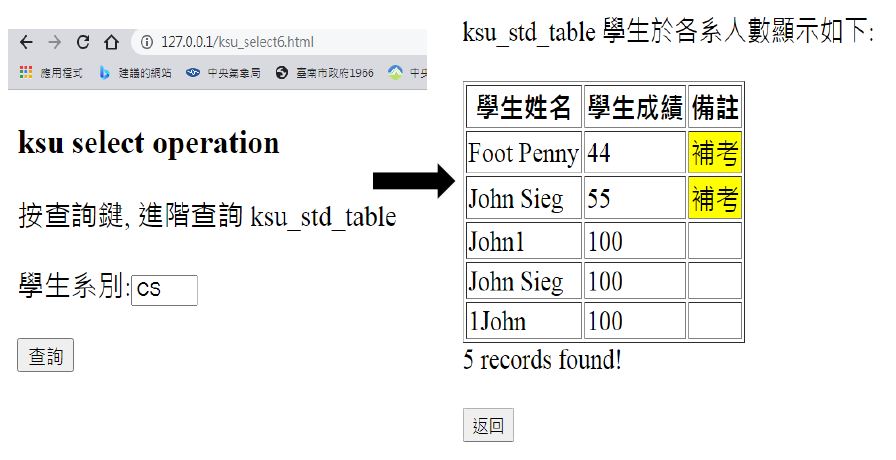 127.0.0.1/ksu_select6.html
應用程式 建議的網站 中央氣象局 臺南市政府1966 中央
ksu select operation
按查詢鍵, 進階查詢 ksu_std_table
學生系別:cs
查詢
ksu_std_table 學生於各系人數顯示如下:
學生姓名 學生成績 備註
Foot Penny 44 補考
John Sieg 55 補考
John1 100
John Sieg 100
1John 100
5 records found!
返回